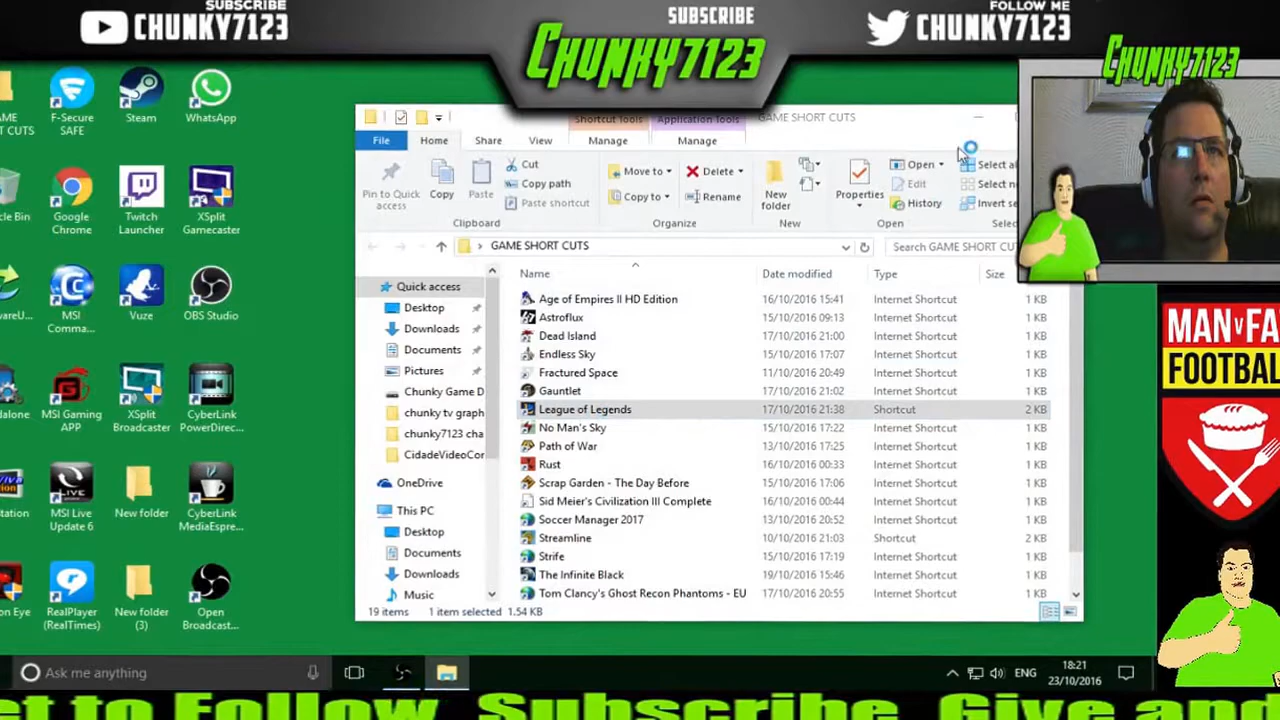 SUBSCRIBE
CHUNKY7123
SUBSCRIBE
CHUNKY7123
FOLLOW ME
CHUNKY7123
CHUNKY7123
SHORT CUTS
F-Secure SAFE
Steam
WhatsApp
Google Chrome
Twitch Launcher
XSplit Gamecaster
MSI Comma...
Vuze
OBS Studio
MSI Gaming APP
XSplit Broadcaster
CyberLink PowerDirec...
MSI Live Update 6
New folder
CyberLink MediaEspre...
RealPlayer (RealTimes)
New folder (3)
Open Broadcast...
Shortcut Tools
Application Tools
GAME SHORT CUTS
File
Home
Share
View
Manage
Manage
Pin to Quick access
Copy
Paste
Cut
Copy path
Paste shortcut
Clipboard
Move to
Copy to
Delete
Rename
Organize
New folder
New
Properties
Open
Edit
History
Open
GAME SHORT CUTS
Search GAME SHORT
Quick access
Desktop
Downloads
Documents
Pictures
Chunky Game D
chunky tv graph
chunky7123 cha
CidadeVideoCor
OneDrive
This PC
Desktop
Documents
Downloads
Music
Name Date modified Type Size
Age of Empires II HD Edition 16/10/2016 15:41 Internet Shortcut 1 KB
Astroflux 15/10/2016 09:13 Internet Shortcut 1 KB
Dead Island 17/10/2016 21:00 Internet Shortcut 1 KB
Endless Sky 15/10/2016 15:07 Internet Shortcut 1 KB
Fractured Space 11/10/2016 20:49 Internet Shortcut 1 KB
Gauntlet 17/10/2016 21:02 Internet Shortcut 1 KB
League of Legends 17/10/2016 21:38 Shortcut 2 KB
No Man's Sky 15/10/2016 17:22 Internet Shortcut 1 KB
Path of War 13/10/2016 17:25 Internet Shortcut 1 KB
Rust 16/10/2016 00:33 Internet Shortcut 1 KB
Scrap Garden - The Day Before 15/10/2016 17:06 Internet Shortcut 1 KB
Sid Meier's Civilization III Complete 16/10/2016 00:44 Internet Shortcut 1 KB
Soccer Manager 2017 13/10/2016 20:52 Internet Shortcut 1 KB
Streamline 10/10/2016 21:03 Shortcut 2 KB
Strife 15/10/2016 17:19 Internet Shortcut 1 KB
The Infinite Black 19/10/2016 15:46 Internet Shortcut 1 KB
Tom Clancy's Ghost Recon Phantoms - EU 17/10/2016 20:55 Internet Shortcut 1 KB
19 items 1 item selected 1.54 KB
MAN v FA
FOOTBAL
Ask me anything
ENG
18:21
23/10/2016
et to Follow Subscribe Give and